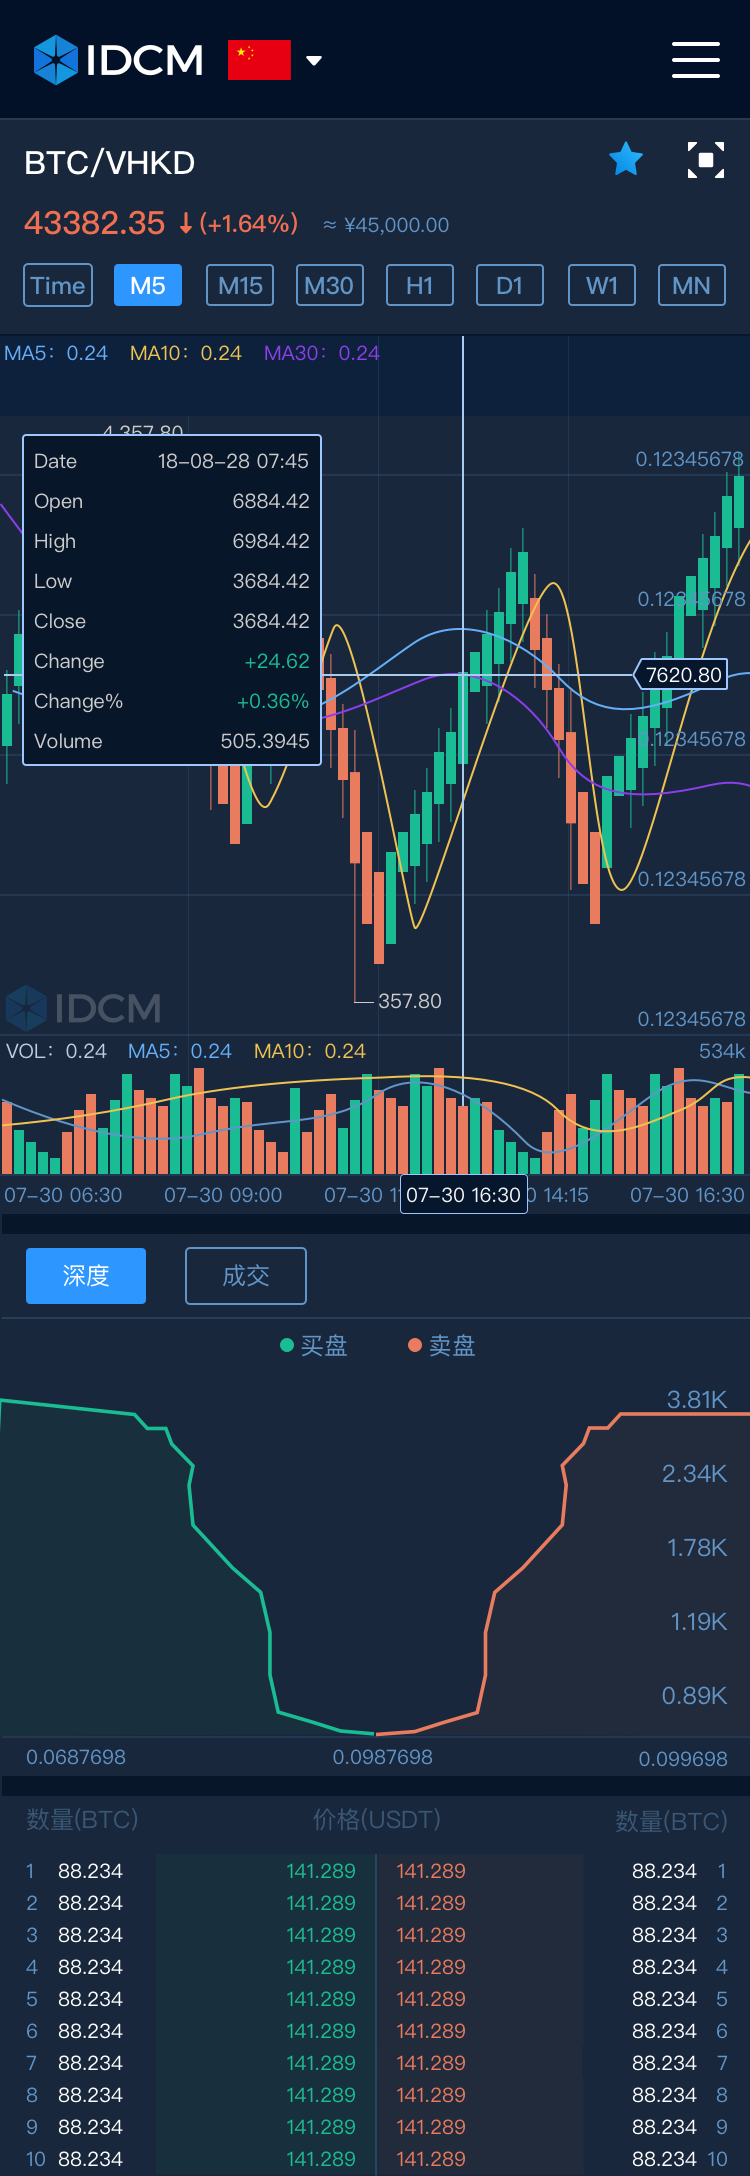 IDCM
BTC/VHKD
43382.35 ↓(+1.64%) ≈ ¥45,000.00
Time M5 M15 M30 H1 D1 W1 MN
MA5: 0.24 MA10: 0.24 MA30: 0.24
4,357.80
0.12345678
Date 18-08-28 07:45
Open 6884.42
High 6984.42
Low 3684.42
Close 3684.42
Change +24.62
Change% +0.36%
Volume 505.3945
0.12345678
7620.80
0.12345678
0.12345678
357.80
IDCM
0.12345678
VOL: 0.24 MA5: 0.24 MA10: 0.24 534k
07-30 06:30 07-30 09:00 07-30 1 07-30 16:30 14:15 07-30 16:30
深度 成交
买盘 卖盘
3.81K
2.34K
1.78K
1.19K
0.89K
0.0687698 0.0987698 0.099698
数量(BTC) 价格(USDT) 数量(BTC)
1 88.234 141.289 141.289 88.234 1
2 88.234 141.289 141.289 88.234 2
3 88.234 141.289 141.289 88.234 3
4 88.234 141.289 141.289 88.234 4
5 88.234 141.289 141.289 88.234 5
6 88.234 141.289 141.289 88.234 6
7 88.234 141.289 141.289 88.234 7
8 88.234 141.289 141.289 88.234 8
9 88.234 141.289 141.289 88.234 9
10 88.234 141.289 141.289 88.234 10